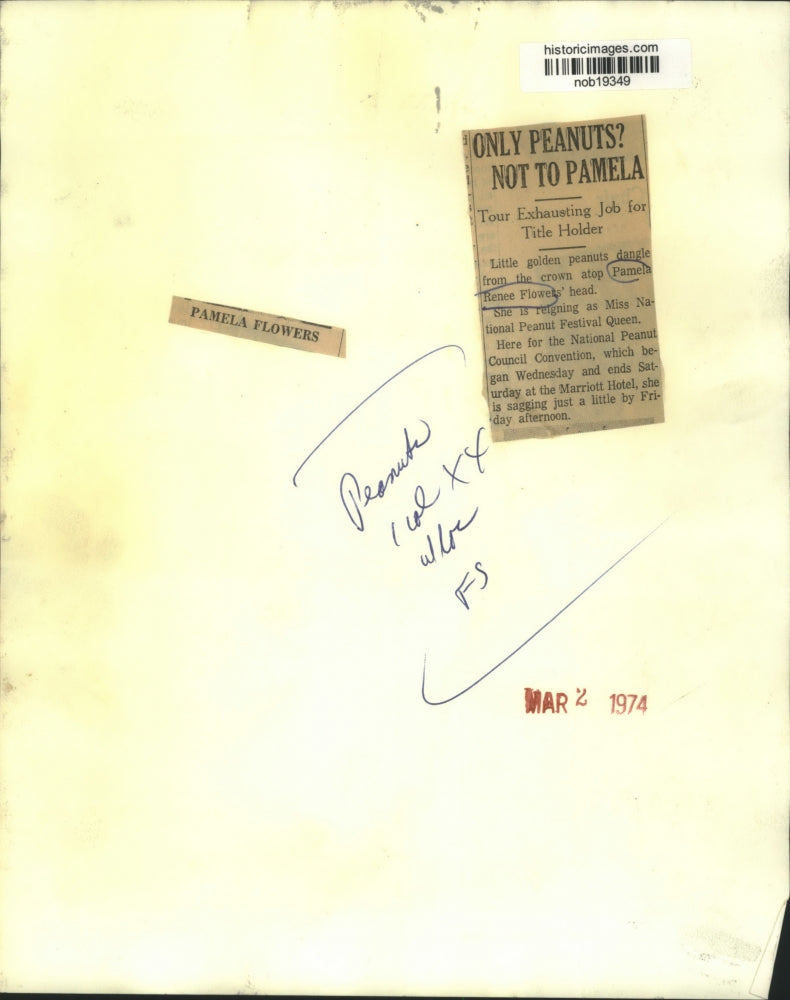 historicimages.com
nob19349
ONLY PEANUTS?
NOT TO PAMELA
Tour Exhausting Job for
Title Holder
Little golden peanuts dangle
from the crown atop Pamela
Renee Flowers' head.
She is reigning as Miss Na-
tional Peanut Festival Queen.
Here for the National Peanut
Council Convention, which be-
gan Wednesday and ends Sat-
urday at the Marriott Hotel, she
is sagging just a little by Fri-
day afternoon.
PAMELA FLOWERS
Peanuts
1 col X 4
FS
MAR 2 1974